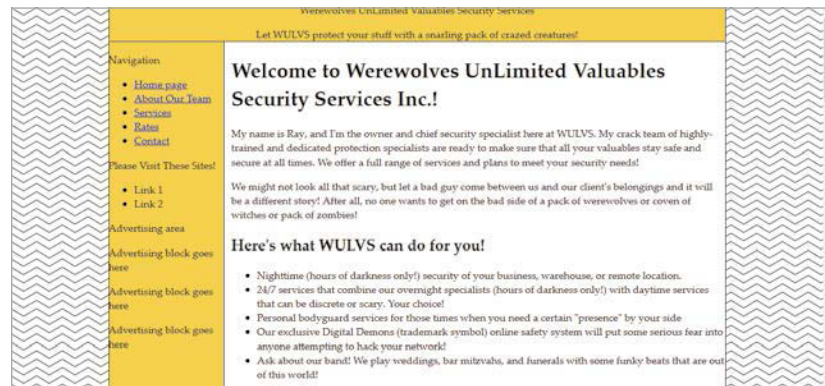 Werewolves UnLimited Valuables Security Services
Let WULVS protect your stuff with a snarling pack of crazed creatures!
Navigation
Home page
About Our Team
Services
Rates
Contact
Please Visit These Sites!
Link 1
Link 2
Advertising area
Advertising block goes
here
Advertising block goes
here
Advertising block goes
here
Welcome to Werewolves UnLimited Valuables
Security Services Inc.!
My name is Ray, and I'm the owner and chief security specialist here at WULVS. My crack team of highly-
trained and dedicated protection specialists are ready to make sure that all your valuables stay safe and
secure at all times. We offer a full range of services and plans to meet your security needs!
We might not look all that scary, but let a bad guy come between us and our client's belongings and it will
be a different story! After all, no one wants to get on the bad side of a pack of werewolves or coven of
witches or pack of zombies!
Here's what WULVS can do for you!
Nighttime (hours of darkness only!) security of your business, warehouse, or remote location.
24/7 services that combine our overnight specialists (hours of darkness only!) with daytime services
that can be discrete or scary. Your choice!
Personal bodyguard services for those times when you need a certain "presence" by your side
Our exclusive Digital Demons (trademark symbol) online safety system will put some serious fear into
anyone attempting to hack your network!
Ask about our band! We play weddings, bar mitzvahs, and funerals with some funky beats that are out
of this world!